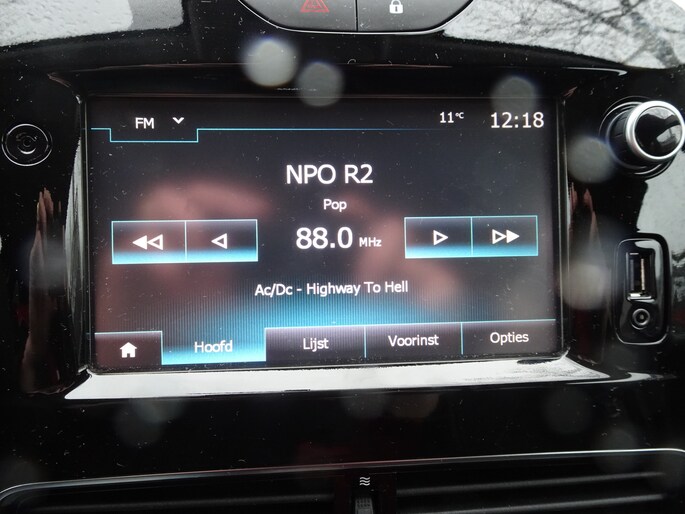 FM 11°C 12:18
NPO R2
Pop
88.0 MHz
Ac/Dc - Highway To Hell
Hoofd Lijst Voorinst Opties